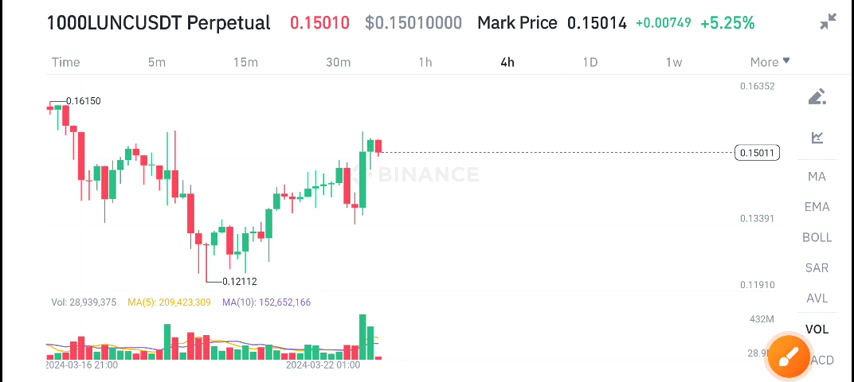 1000LUNCUSDT Perpetual 0.15010 $0.15010000 Mark Price 0.15014 +0.00749 +5.25%
Time 5m 15m 30m 1h 4h 1D 1w More
0.16352
0.16150
0.15011
MA
BINANCE
EMA
0.13391
BOLL
SAR
0.12112
0.11910
AVL
Vol: 28,939,375 MA(5): 209,423,309 MA(10): 152,652,166
432M
VOL
28.9
ACD
2024-03-16 21:00 2024-03-22 01:00